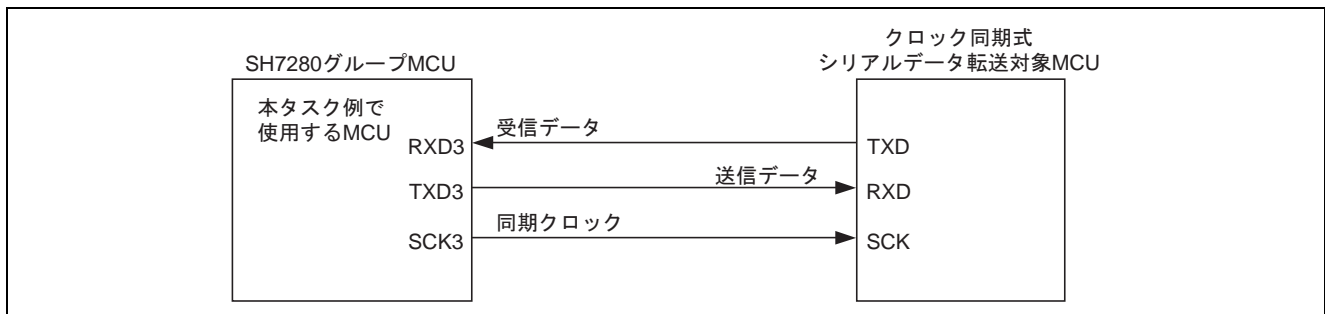 SH7280グループMCU
クロック同期式
シリアルデータ転送対象MCU
本タスク例で
使用するMCU
RXD3
受信データ
TXD
TXD3
送信データ
RXD
SCK3
同期クロック
SCK